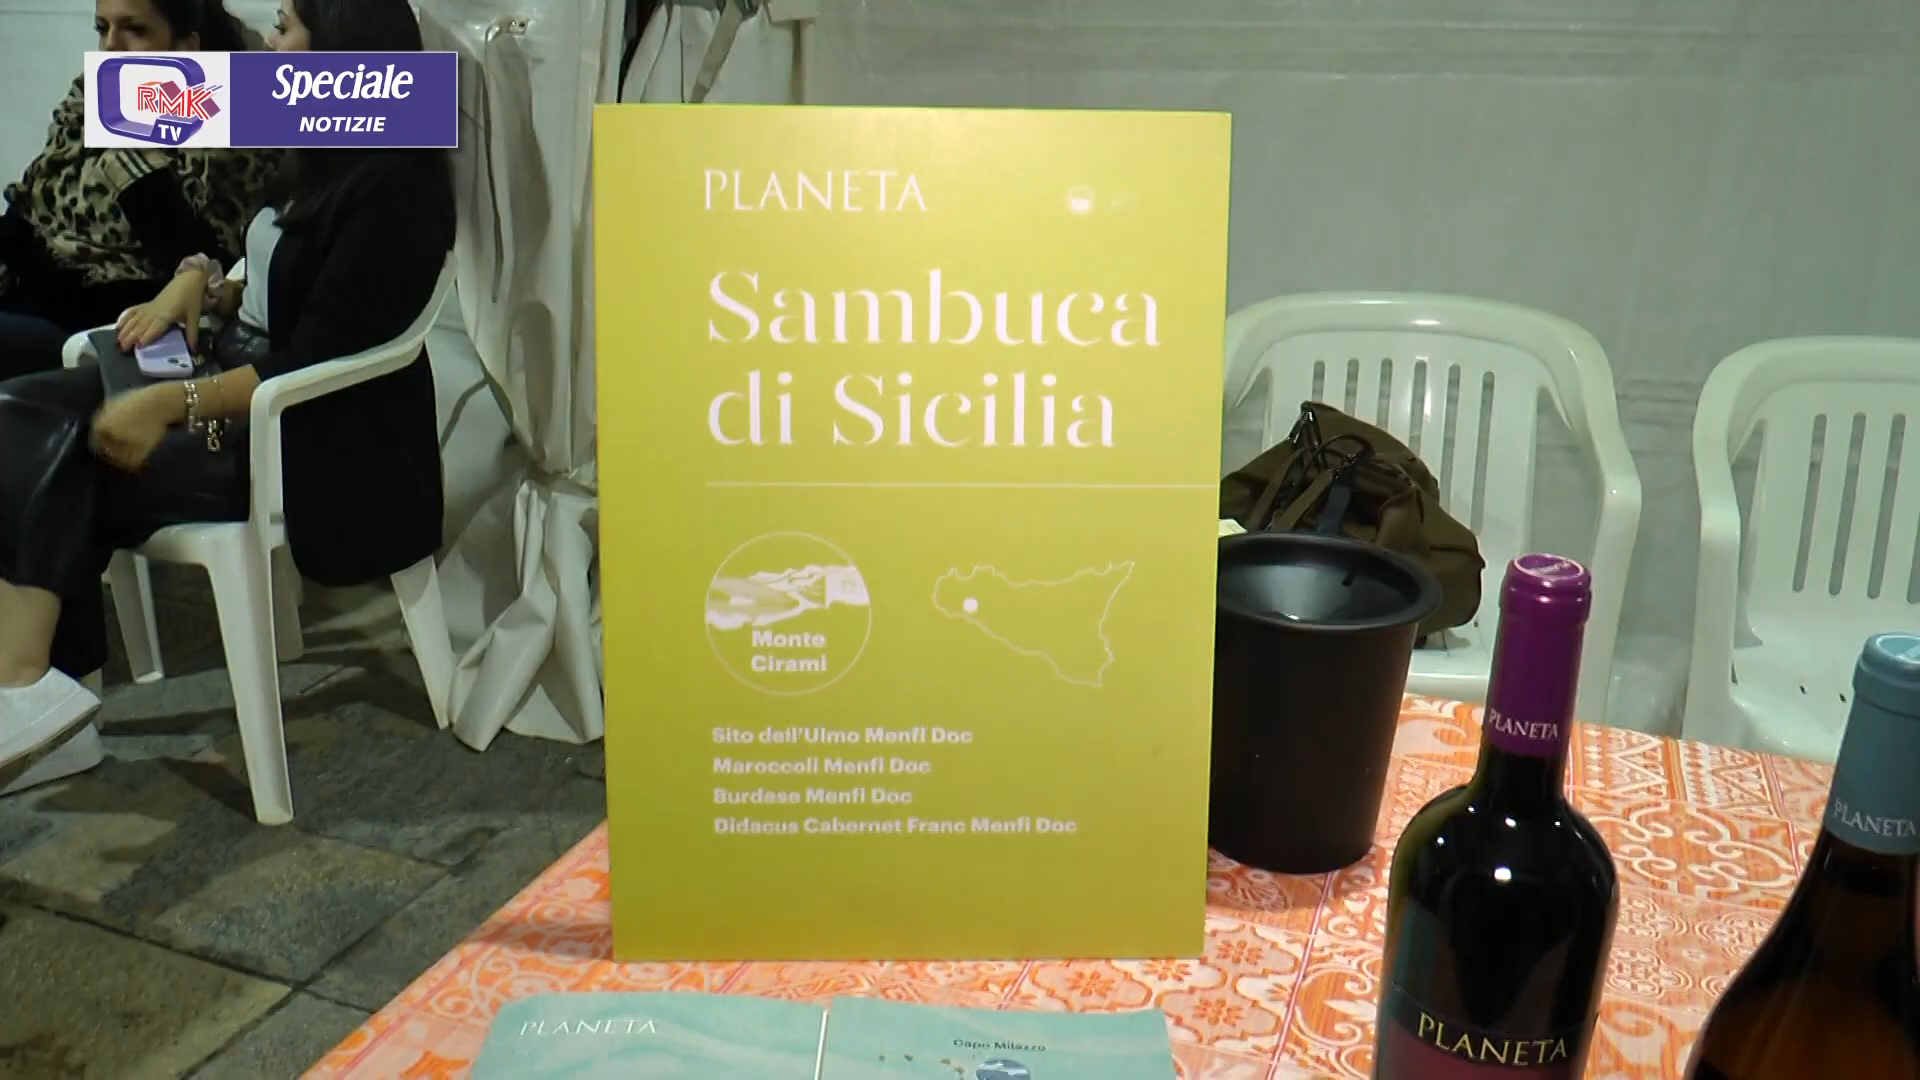 RMK
TV
Speciale
NOTIZIE
PLANETA
Sambuca
di Sicilia
Monte
Cirami
Sito dell'Ulmo Menfi Doc
Maroccoli Menfi Doc
Burdese Menfi Doc
Didacus Cabernet Franc Menfi Doc
PLANETA
PLANETA
PLANETA
PLANETA
Capo Milazzo